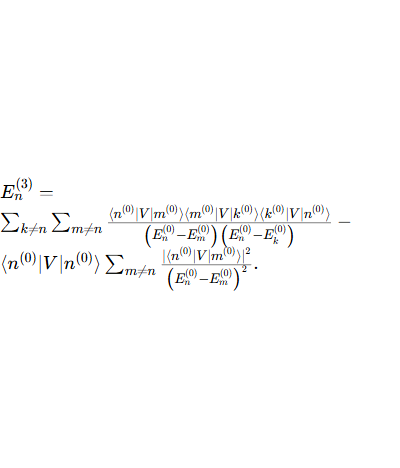 E_n^{(3)} =
\sum_{k \neq n} \sum_{m \neq n} \frac{\langle n^{(0)}|V|m^{(0)}\rangle \langle m^{(0)}|V|k^{(0)}\rangle \langle k^{(0)}|V|n^{(0)}\rangle}{\left(E_n^{(0)} - E_m^{(0)}\right)\left(E_n^{(0)} - E_k^{(0)}\right)} −
\langle n^{(0)}|V|n^{(0)}\rangle \sum_{m \neq n} \frac{|\langle n^{(0)}|V|m^{(0)}\rangle|^2}{\left(E_n^{(0)} - E_m^{(0)}\right)^2}.